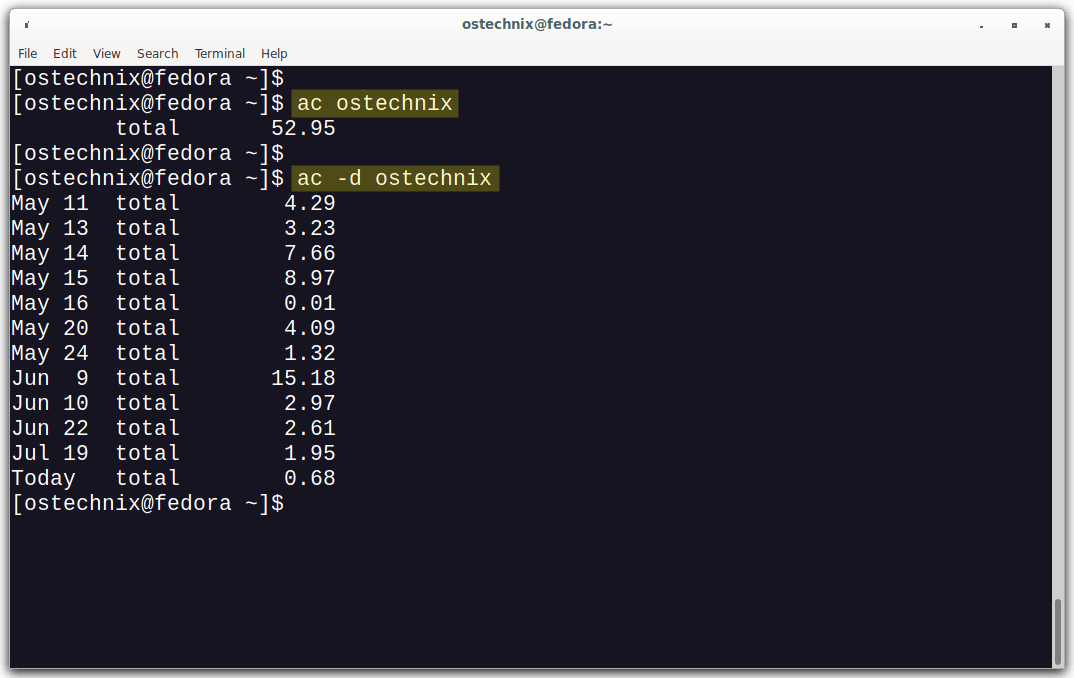 ostechnix@fedora:~
File Edit View Search Terminal Help
[ostechnix@fedora ~]$
[ostechnix@fedora ~]$ ac ostechnix
        total       52.95
[ostechnix@fedora ~]$
[ostechnix@fedora ~]$ ac -d ostechnix
May 11  total        4.29
May 13  total        3.23
May 14  total        7.66
May 15  total        8.97
May 16  total        0.01
May 20  total        4.09
May 24  total        1.32
Jun  9  total       15.18
Jun 10  total        2.97
Jun 22  total        2.61
Jul 19  total        1.95
Today   total        0.68
[ostechnix@fedora ~]$